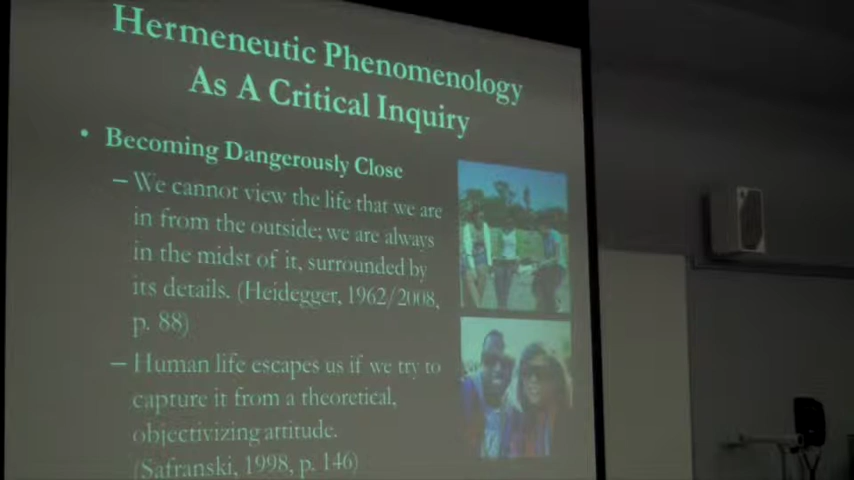 Hermeneutic Phenomenology
As A Critical Inquiry
• Becoming Dangerously Close
– We cannot view the life that we are
in from the outside; we are always
in the midst of it, surrounded by
its details. (Heidegger, 1962/2008,
p. 88)
– Human life escapes us if we try to
capture it from a theoretical,
objectivizing attitude.
(Safranski, 1998, p. 146)